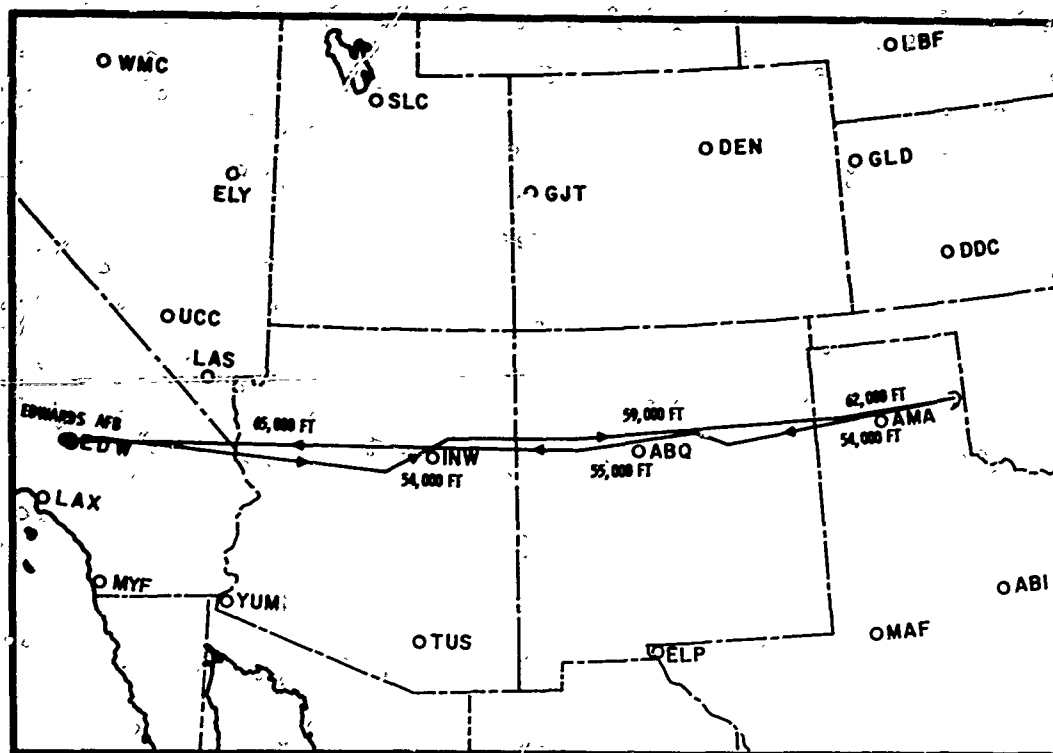 LBF
WMC
SLC
DEN
GLD
ELY
GJT
DDC
UCC
LAS
62,000 FT
EDWARDS AFB
65,000 FT
59,000 FT
AMA
EDW
54,000 FT
INW
ABQ
54,000 FT
55,000 FT
LAX
MYF
ABI
YUM
TUS
MAF
ELP